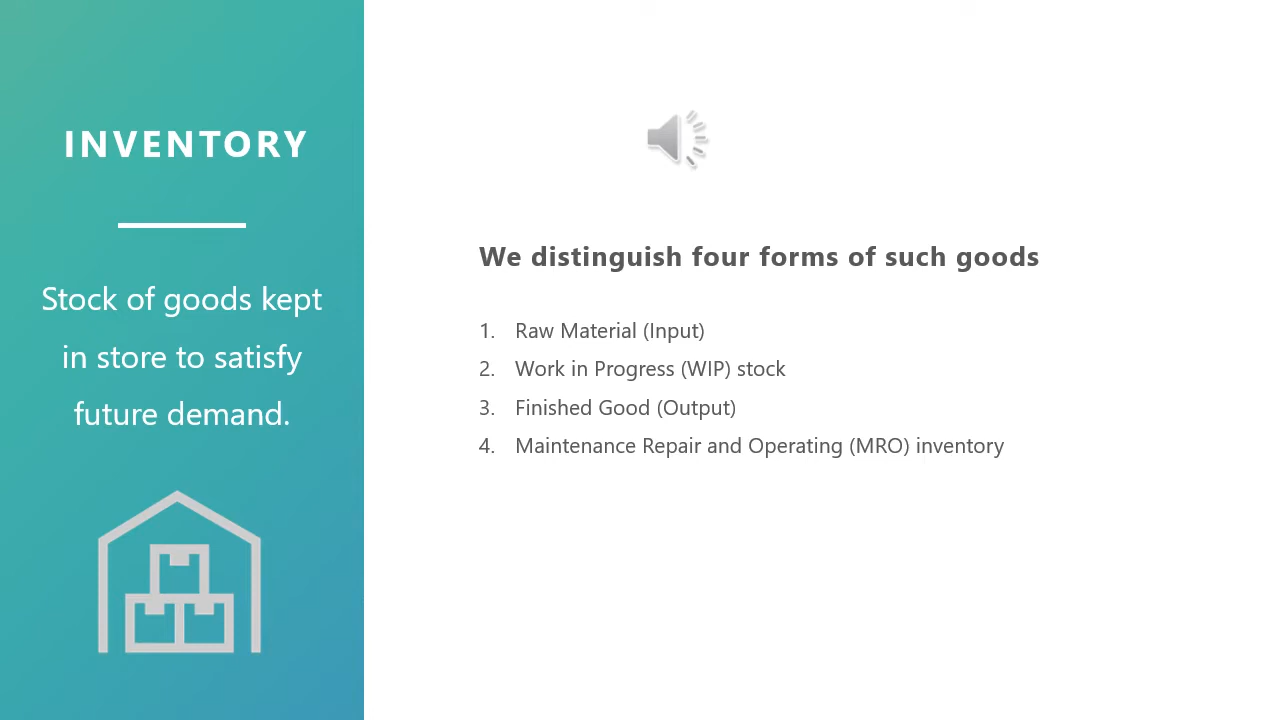 INVENTORY
Stock of goods kept
in store to satisfy
future demand.
We distinguish four forms of such goods
1. Raw Material (Input)
2. Work in Progress (WIP) stock
3. Finished Good (Output)
4. Maintenance Repair and Operating (MRO) inventory